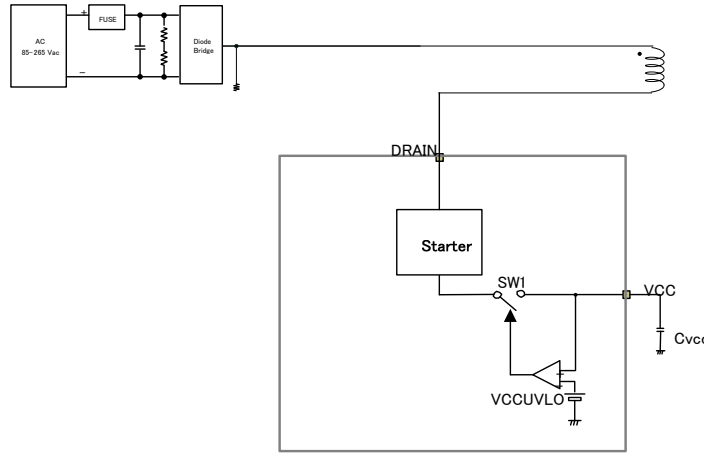 +
FUSE
AC
85-265 Vac
Diode
Bridge
−
DRAIN
Starter
SW1
VCC
Cvcc
VCCUVLO
+
-